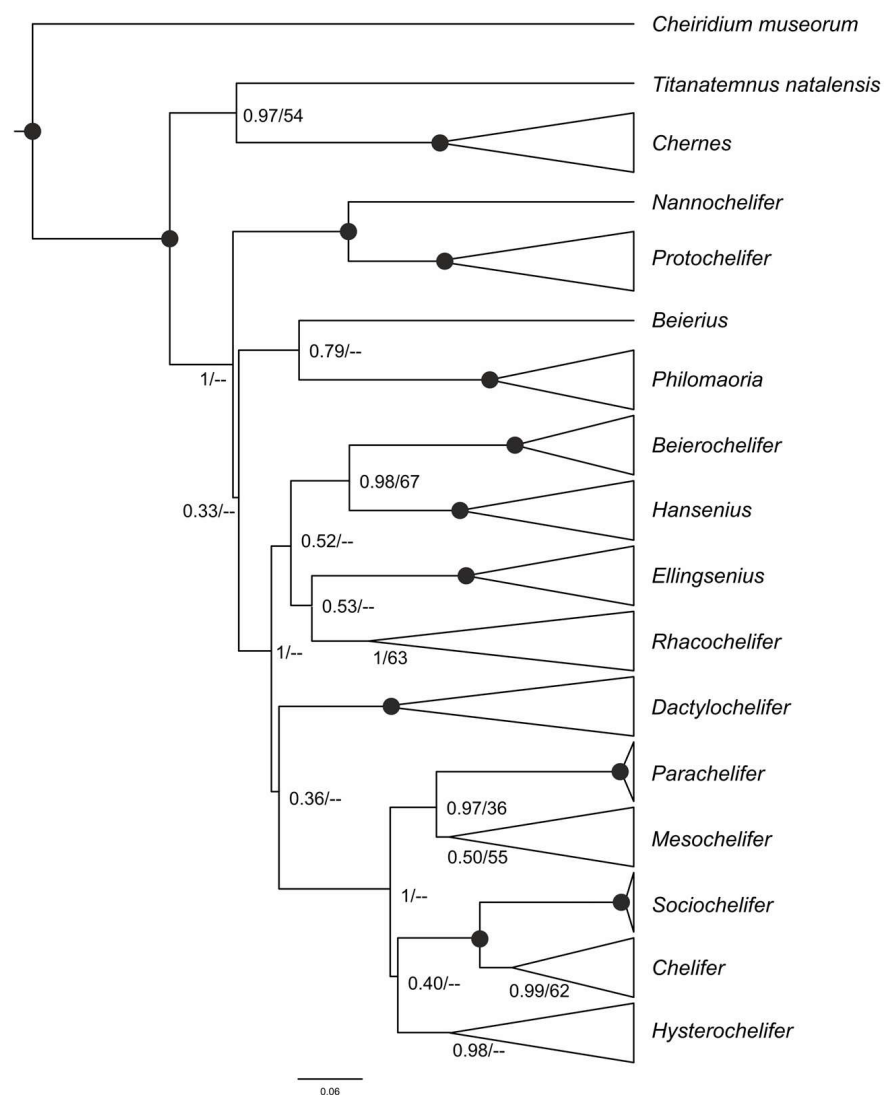 Cheiridium museorum
Titanatemnus natalensis
0.97/54
Chernes
Nannochelifer
Protochelifer
Beierius
0.79/--
1/--
Philomaoria
Beierochelifer
0.98/67
0.33/--
Hansenius
0.52/--
Ellingsenius
0.53/--
Rhacochelifer
1/--
1/63
Dactylochelifer
Parachelifer
0.36/--
0.97/36
Mesochelifer
0.50/55
1/--
Sociochelifer
Chelifer
0.40/--
0.99/62
Hysterochelifer
0.98/--
0.06